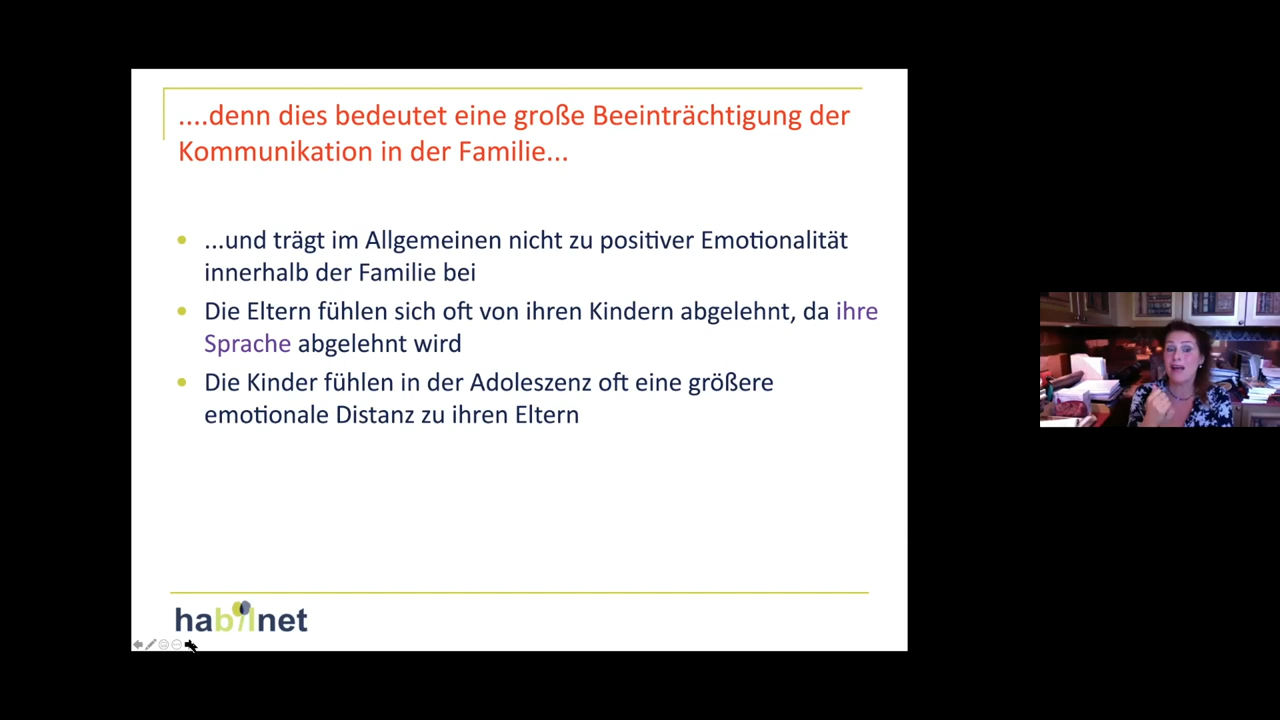 ....denn dies bedeutet eine große Beeinträchtigung der
Kommunikation in der Familie...
...und trägt im Allgemeinen nicht zu positiver Emotionalität
innerhalb der Familie bei
Die Eltern fühlen sich oft von ihren Kindern abgelehnt, da ihre
Sprache abgelehnt wird
Die Kinder fühlen in der Adoleszenz oft eine größere
emotionale Distanz zu ihren Eltern
habilnet